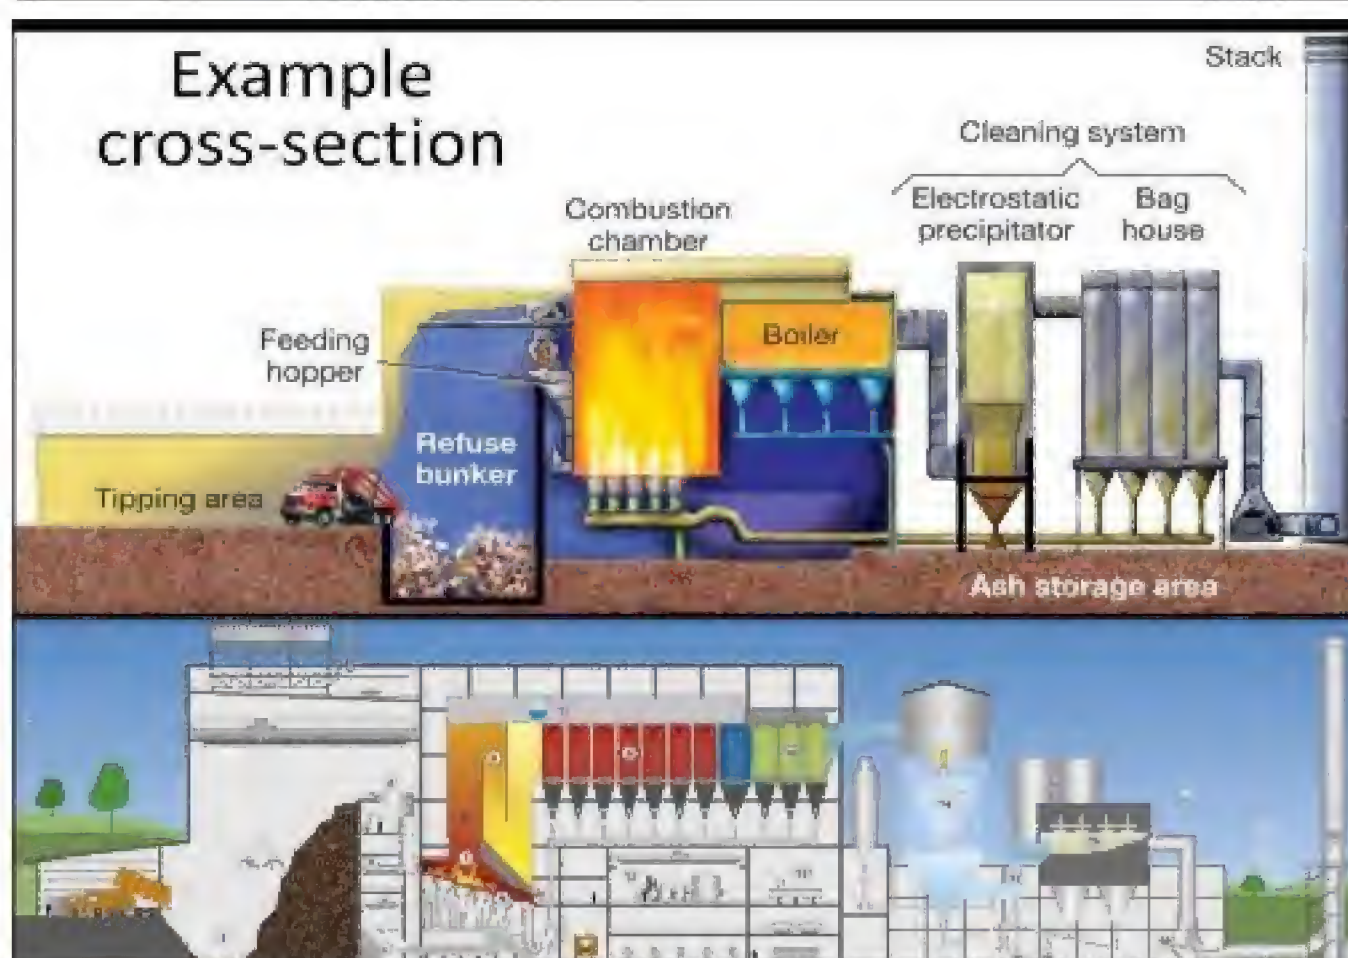 Example
cross-section
Stack
Cleaning system
Electrostatic
precipitator
Bag
house
Combustion
chamber
Boiler
Feeding
hopper
Refuse
bunker
Tipping area
Ash storage area